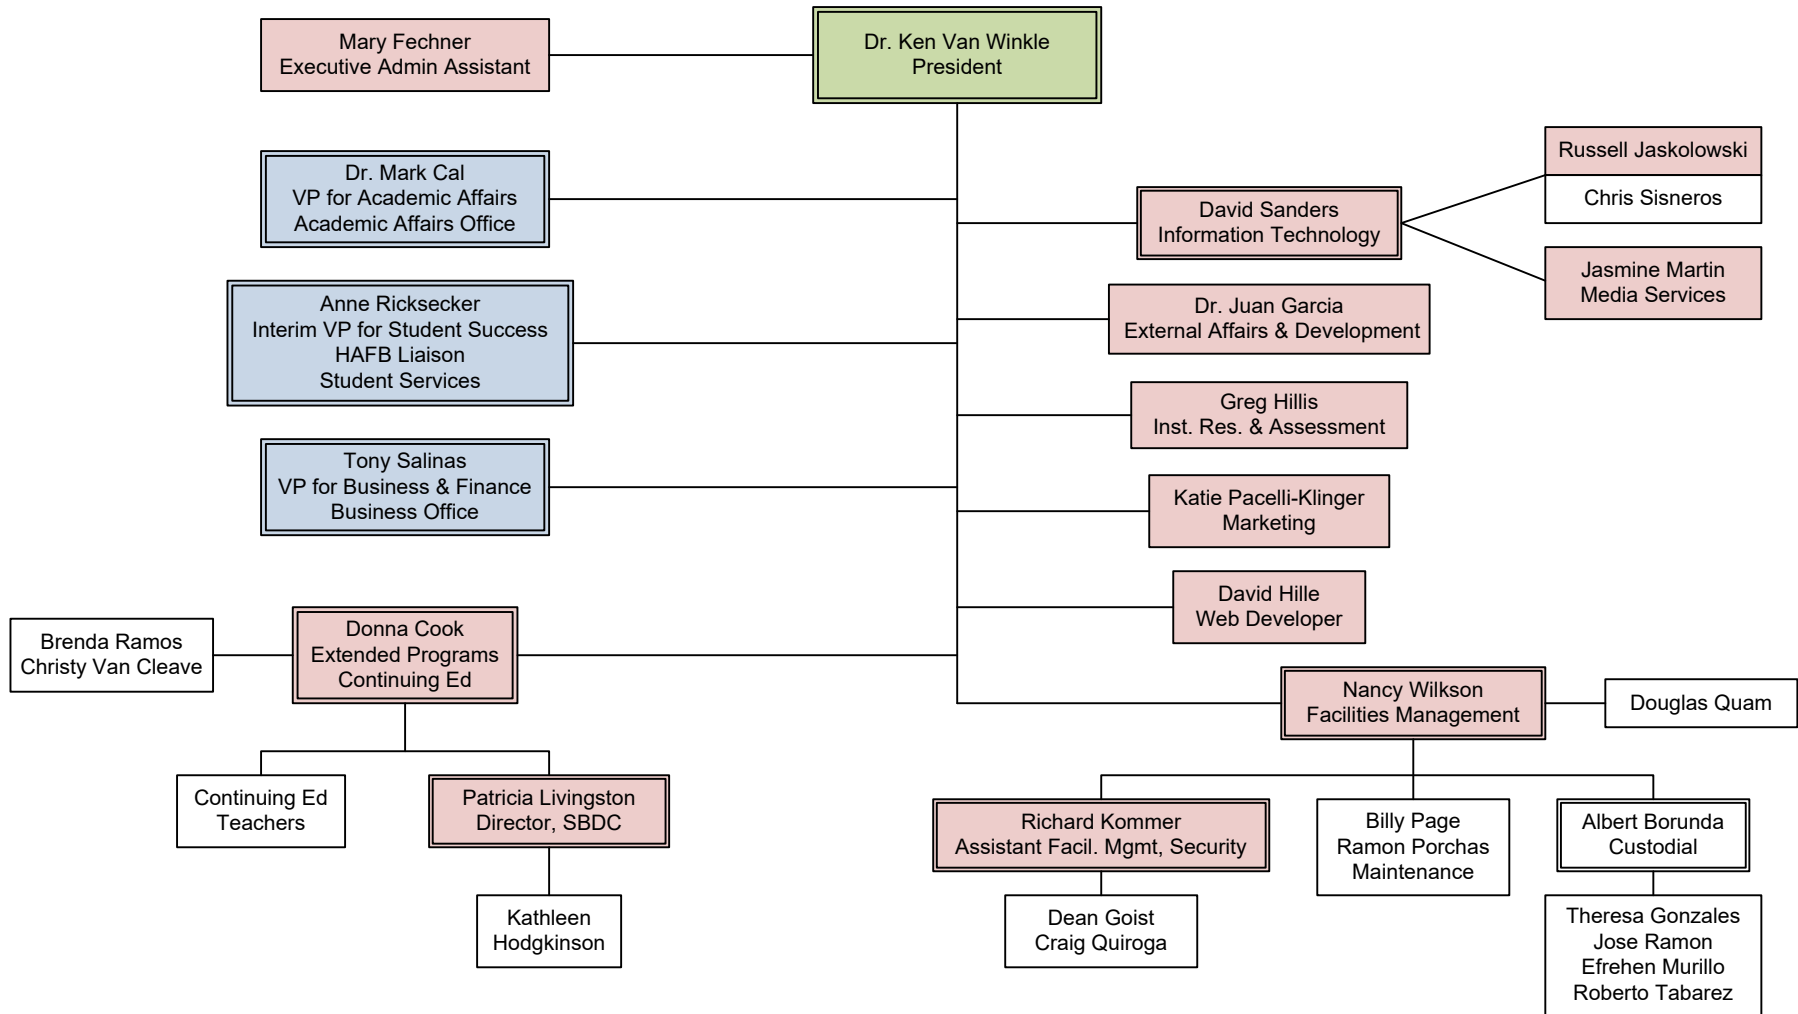 Mary Fechner
Executive Admin Assistant
Dr. Ken Van Winkle
President
Dr. Mark Cal
VP for Academic Affairs
Academic Affairs Office
Russell Jaskolowski
Chris Sisneros
David Sanders
Information Technology
Jasmine Martin
Media Services
Anne Ricksecker
Interim VP for Student Success
HAFB Liaison
Student Services
Dr. Juan Garcia
External Affairs & Development
Greg Hillis
Inst. Res. & Assessment
Tony Salinas
VP for Business & Finance
Business Office
Katie Pacelli-Klinger
Marketing
David Hille
Web Developer
Brenda Ramos
Christy Van Cleave
Donna Cook
Extended Programs
Continuing Ed
Nancy Wilkson
Facilities Management
Douglas Quam
Continuing Ed
Teachers
Patricia Livingston
Director, SBDC
Richard Kommer
Assistant Facil. Mgmt, Security
Billy Page
Ramon Porchas
Maintenance
Albert Borunda
Custodial
Kathleen
Hodgkinson
Dean Goist
Craig Quiroga
Theresa Gonzales
Jose Ramon
Efrehen Murillo
Roberto Tabarez